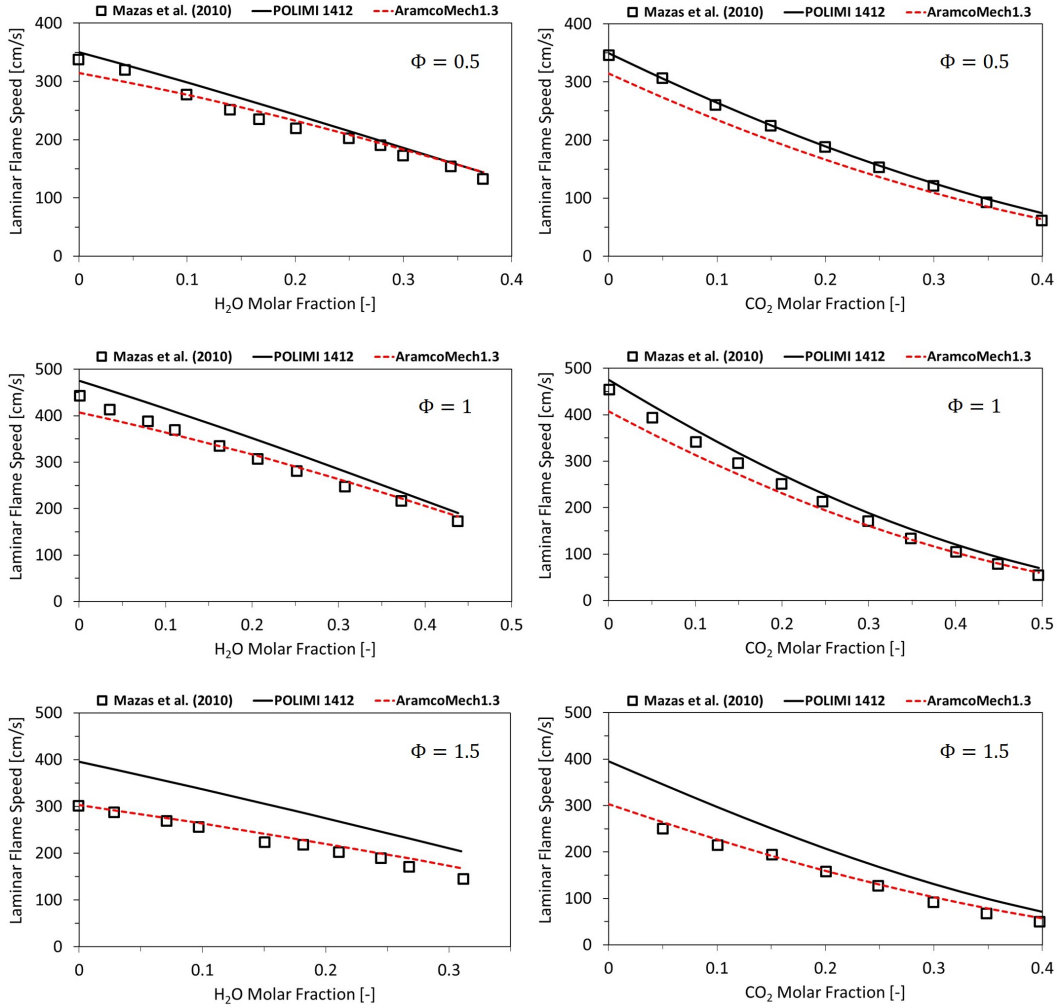 Mazas et al. (2010) POLIMI 1412 AramcoMech1.3
Laminar Flame Speed [cm/s]
400
300
200
100
0
Φ = 0.5
0 0.1 0.2 0.3 0.4
H₂O Molar Fraction [-]
Mazas et al. (2010) POLIMI 1412 AramcoMech1.3
Laminar Flame Speed [cm/s]
400
300
200
100
0
Φ = 0.5
0 0.1 0.2 0.3 0.4
CO₂ Molar Fraction [-]
Mazas et al. (2010) POLIMI 1412 AramcoMech1.3
Laminar Flame Speed [cm/s]
500
400
300
200
100
0
Φ = 1
0 0.1 0.2 0.3 0.4 0.5
H₂O Molar Fraction [-]
Mazas et al. (2010) POLIMI 1412 AramcoMech1.3
Laminar Flame Speed [cm/s]
500
400
300
200
100
0
Φ = 1
0 0.1 0.2 0.3 0.4 0.5
CO₂ Molar Fraction [-]
Mazas et al. (2010) POLIMI 1412 AramcoMech1.3
Laminar Flame Speed [cm/s]
500
400
300
200
100
0
Φ = 1.5
0 0.1 0.2 0.3
H₂O Molar Fraction [-]
Mazas et al. (2010) POLIMI 1412 AramcoMech1.3
Laminar Flame Speed [cm/s]
500
400
300
200
100
0
Φ = 1.5
0 0.1 0.2 0.3 0.4
CO₂ Molar Fraction [-]